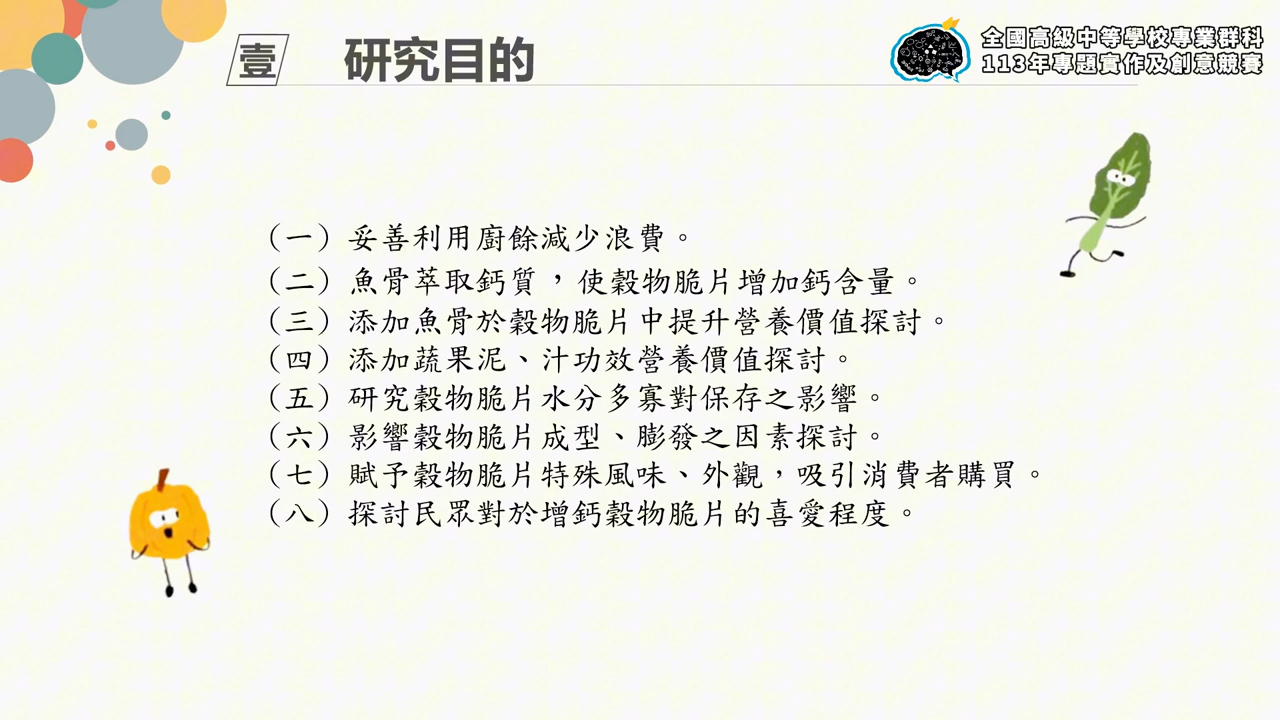 壹 研究目的
全國高級中等學校專業群科
113年專題實作及創意競賽
（一）妥善利用廚餘減少浪費。
（二）魚骨萃取鈣質，使穀物脆片增加鈣含量。
（三）添加魚骨於穀物脆片中提升營養價值探討。
（四）添加蔬果泥、汁功效營養價值探討。
（五）研究穀物脆片水分多寡對保存之影響。
（六）影響穀物脆片成型、膨發之因素探討。
（七）賦予穀物脆片特殊風味、外觀，吸引消費者購買。
（八）探討民眾對於增鈣穀物脆片的喜愛程度。